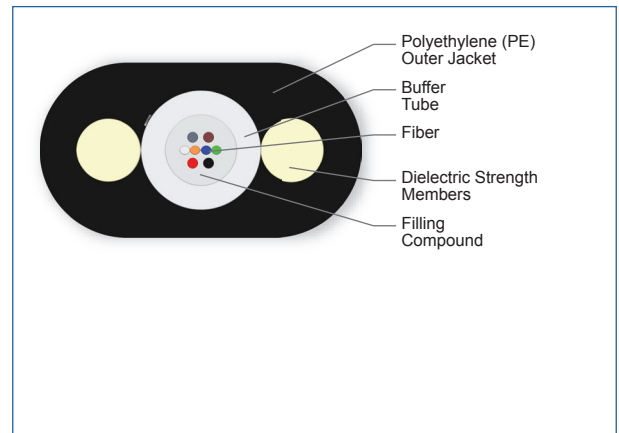 Polyethylene (PE)
Outer Jacket
Buffer
Tube
Fiber
Dielectric Strength
Members
Filling
Compound